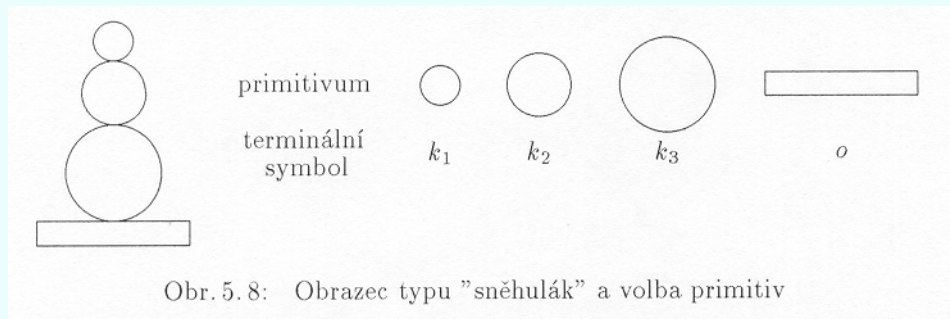 primitivum
terminální
symbol
k₁ k₂ k₃ o
Obr. 5. 8: Obrazec typu "sněhulák" a volba primitiv